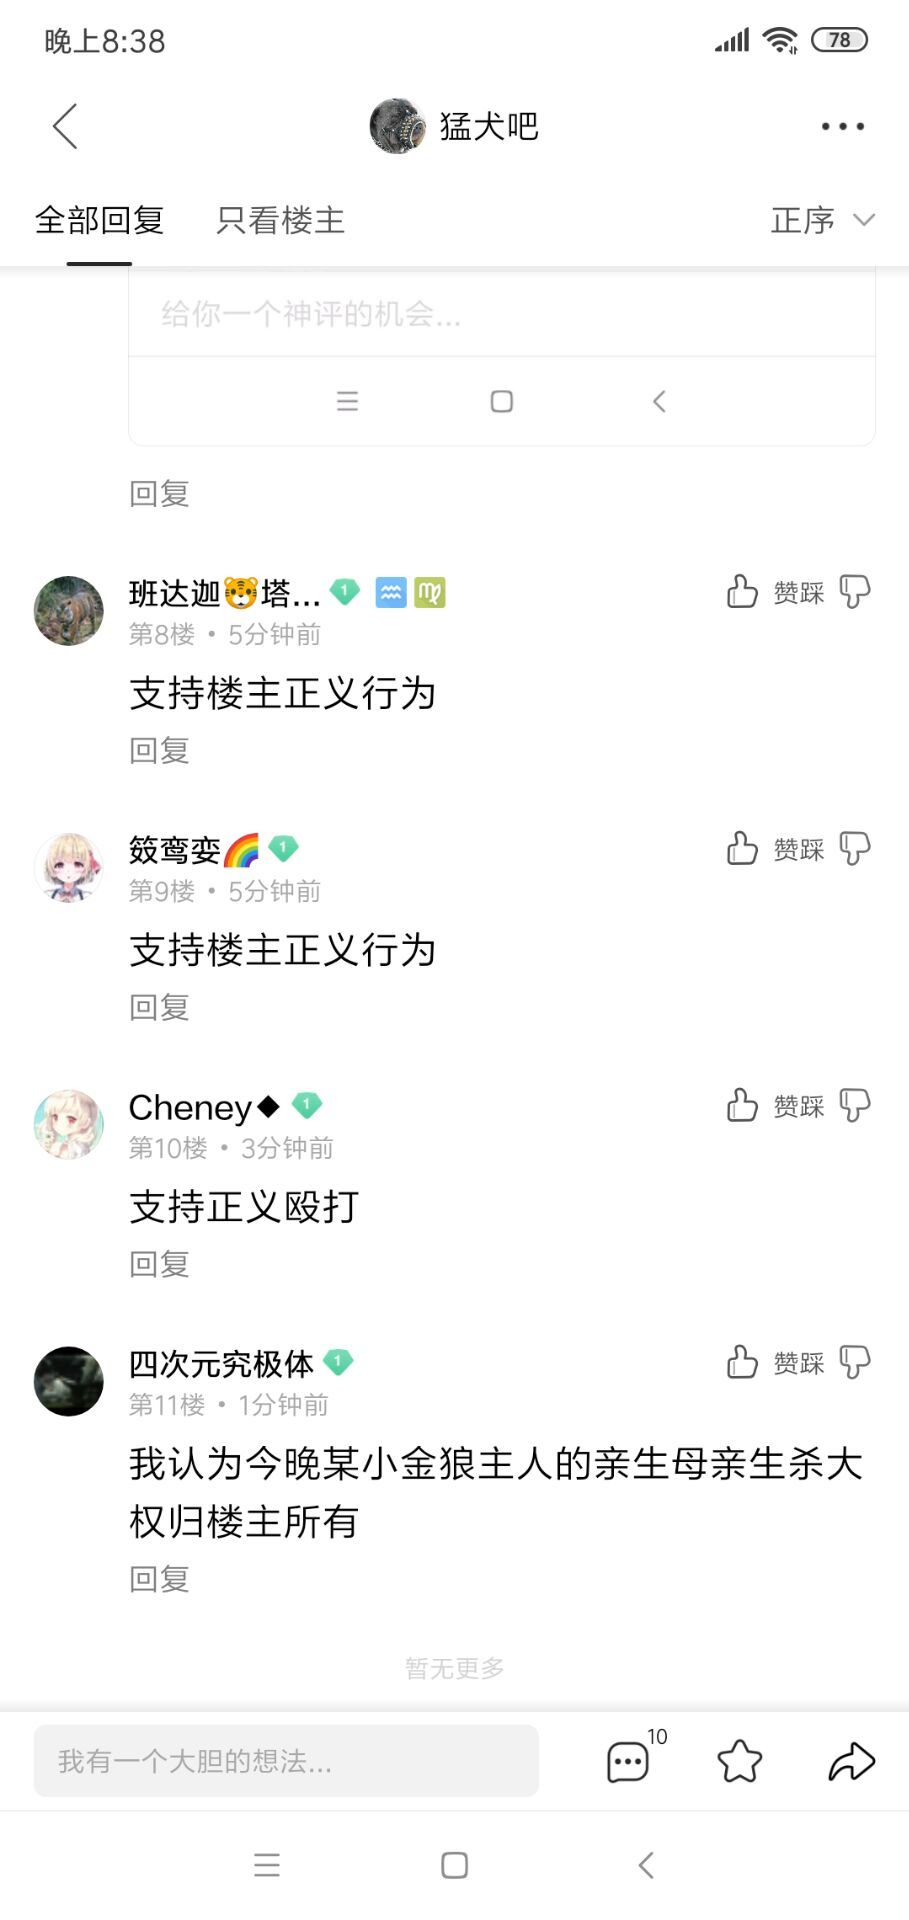 晚上8:38
78
猛犬吧
全部回复 只看楼主 正序
给你一个神评的机会...
回复
班达迦🐯塔... 1
赞踩
第8楼 • 5分钟前
支持楼主正义行为
回复
筱鸾娈🌈 1
赞踩
第9楼 • 5分钟前
支持楼主正义行为
回复
Cheney◆ 1
赞踩
第10楼 • 3分钟前
支持正义殴打
回复
四次元究极体 1
赞踩
第11楼 • 1分钟前
我认为今晚某小金狼主人的亲生母亲生杀大
权归楼主所有
回复
暂无更多
我有一个大胆的想法...
10